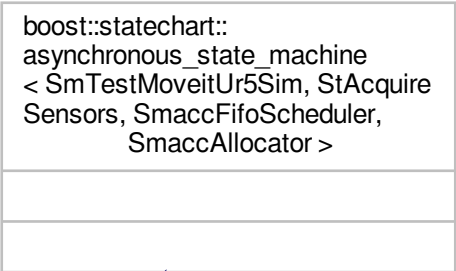 boost::statechart::
asynchronous_state_machine
< SmTestMoveitUr5Sim, StAcquire
Sensors, SmaccFifoScheduler,
SmaccAllocator >